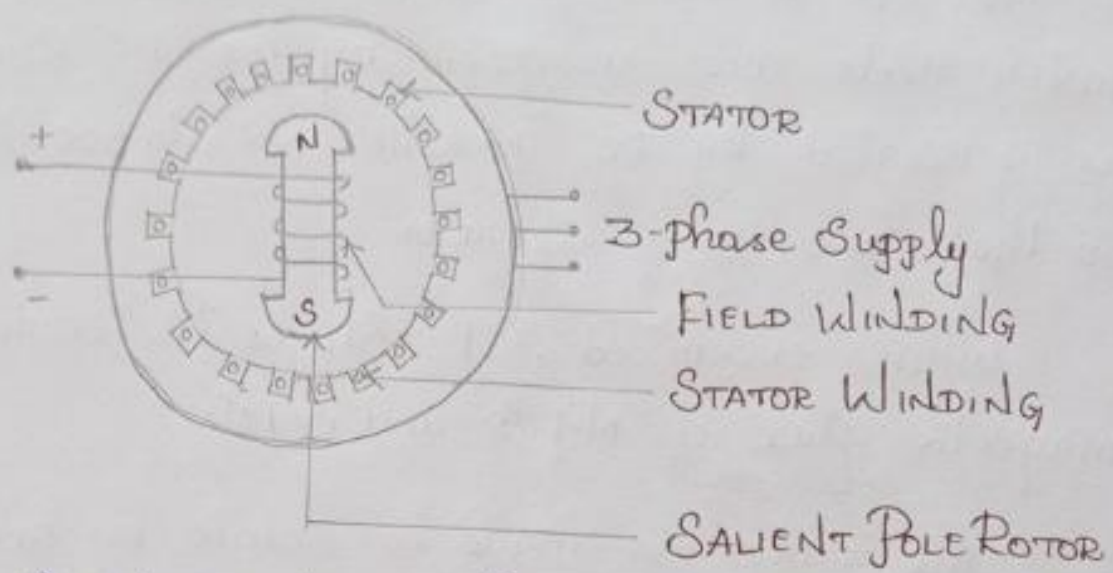 STATOR
+
N
3-phase Supply
-
S
FIELD WINDING
STATOR WINDING
SALIENT POLE ROTOR